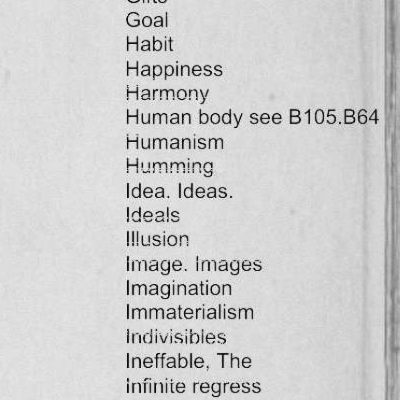 Goal
Habit
Happiness
Harmony
Human body see B105.B64
Humanism
Humming
Idea. Ideas.
Ideals
Illusion
Image. Images
Imagination
Immaterialism
Indivisibles
Ineffable, The
Infinite regress